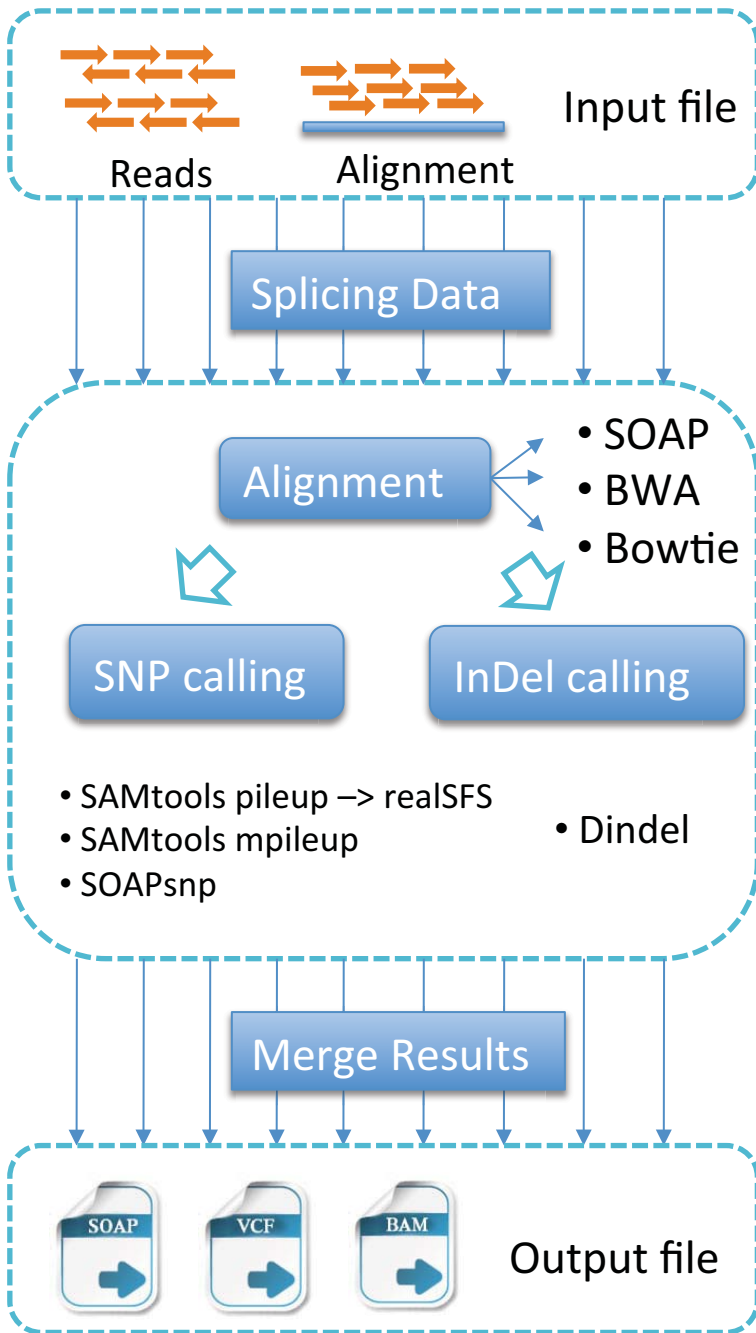 Input file
Reads
Alignment
Splicing Data
Alignment
• SOAP
• BWA
• Bowtie
SNP calling
InDel calling
• SAMtools pileup –> realSFS
• SAMtools mpileup
• SOAPsnp
• Dindel
Merge Results
SOAP
VCF
BAM
Output file